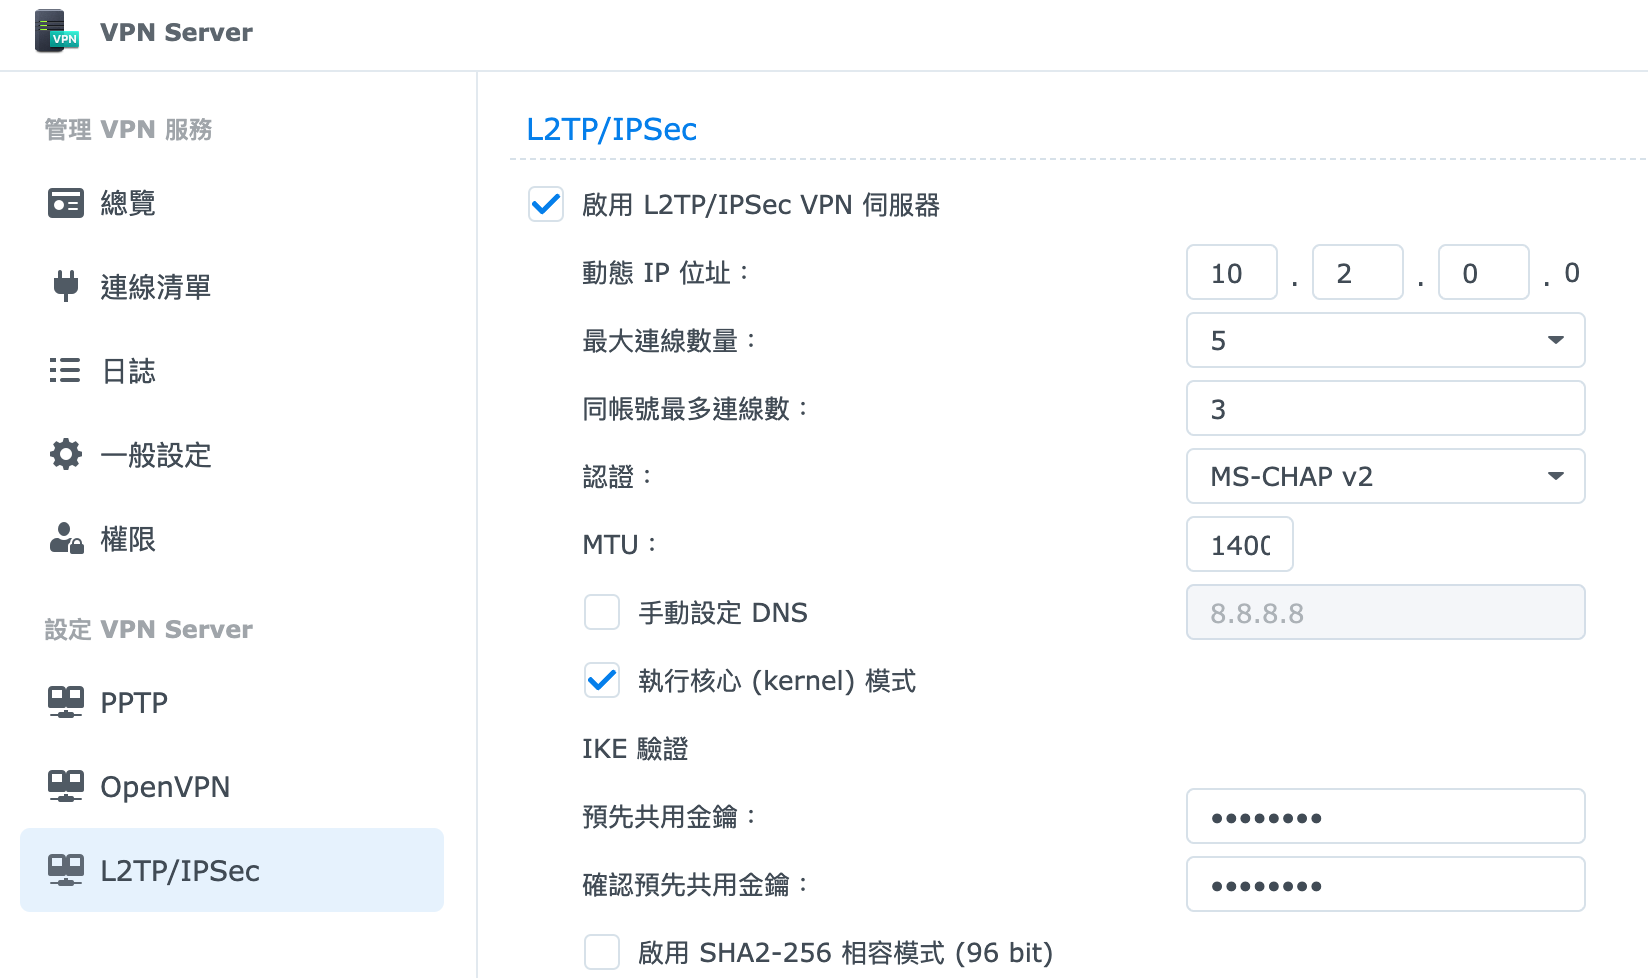 VPN
VPN Server
管理 VPN 服務
總覽
連線清單
日誌
一般設定
權限
設定 VPN Server
PPTP
OpenVPN
L2TP/IPSec
L2TP/IPSec
啟用 L2TP/IPSec VPN 伺服器
動態 IP 位址： 10 . 2 . 0 . 0
最大連線數量： 5
同帳號最多連線數： 3
認證： MS-CHAP v2
MTU： 1400
手動設定 DNS 8.8.8.8
執行核心 (kernel) 模式
IKE 驗證
預先共用金鑰： ••••••••
確認預先共用金鑰： ••••••••
啟用 SHA2-256 相容模式 (96 bit)